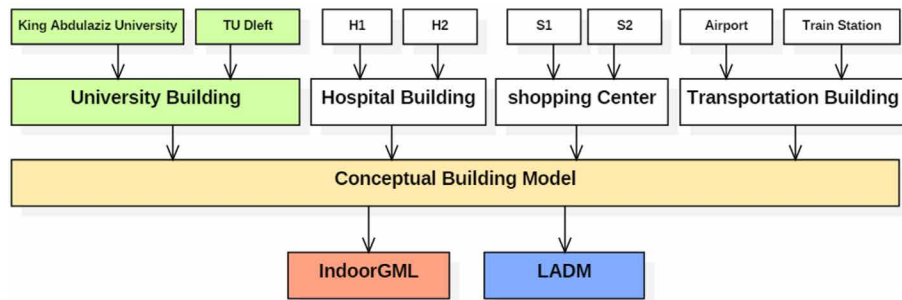 King Abdulaziz University TU Dleft H1 H2 S1 S2 Airport Train Station
University Building Hospital Building shopping Center Transportation Building
Conceptual Building Model
IndoorGML LADM